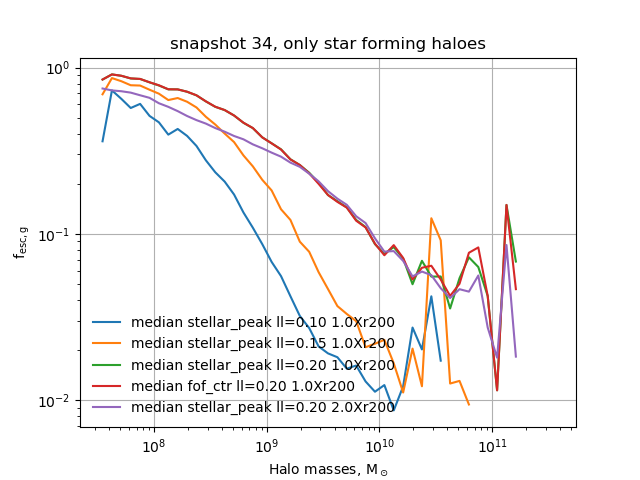 snapshot 34, only star forming haloes
10⁰
10⁻¹
10⁻²
f_esc,g
median stellar_peak ll=0.10 1.0Xr200
median stellar_peak ll=0.15 1.0Xr200
median stellar_peak ll=0.20 1.0Xr200
median fof_ctr ll=0.20 1.0Xr200
median stellar_peak ll=0.20 2.0Xr200
10⁸ 10⁹ 10¹⁰ 10¹¹
Halo masses, M_⊙